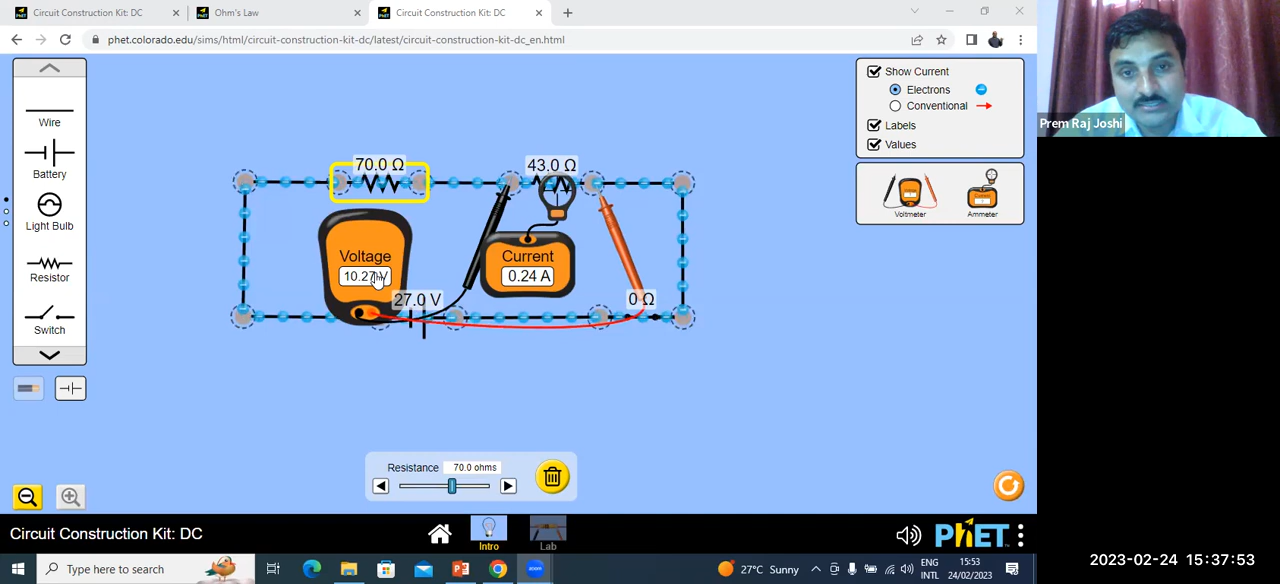 Circuit Construction Kit: DC
Ohm's Law
Circuit Construction Kit: DC
phet.colorado.edu/sims/html/circuit-construction-kit-dc/latest/circuit-construction-kit-dc_en.html
Prem Raj Joshi
Wire
Battery
Light Bulb
Resistor
Switch
Show Current
Electrons
Conventional
Labels
Values
Voltmeter
Ammeter
70.0 Ω
43.0 Ω
Voltage
10.27 V
Current
0.24 A
27.0 V
0 Ω
Resistance
70.0 ohms
Circuit Construction Kit: DC
Intro
Lab
PhET
Type here to search
27°C Sunny
ENG
INTL
15:53
24/02/2023
2023-02-24 15:37:53